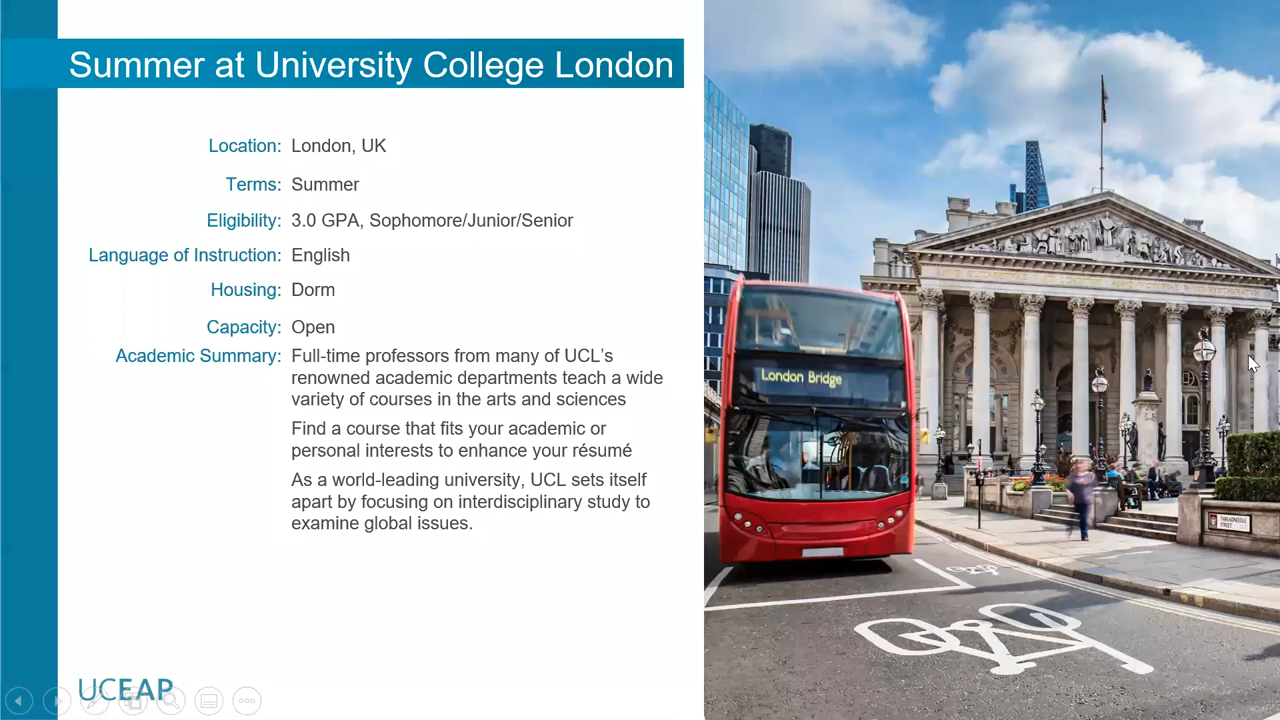 Summer at University College London
Location: London, UK
Terms: Summer
Eligibility: 3.0 GPA, Sophomore/Junior/Senior
Language of Instruction: English
Housing: Dorm
Capacity: Open
Academic Summary: Full-time professors from many of UCL's
renowned academic departments teach a wide
variety of courses in the arts and sciences
Find a course that fits your academic or
personal interests to enhance your résumé
As a world-leading university, UCL sets itself
apart by focusing on interdisciplinary study to
examine global issues.
UCEAP
London Bridge
THREADNEEDLE
STREET